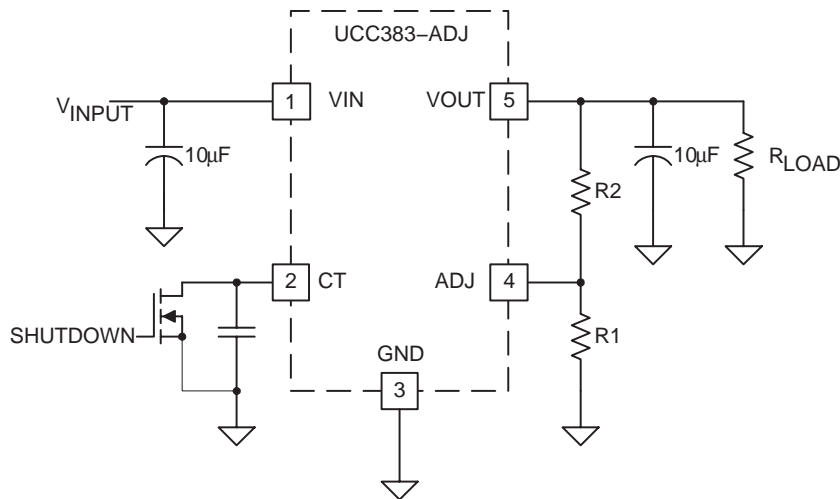 UCC383–ADJ
VINPUT
1
VIN
VOUT
5
10μF
R2
10μF
RLOAD
2
CT
ADJ
4
SHUTDOWN
GND
R1
3